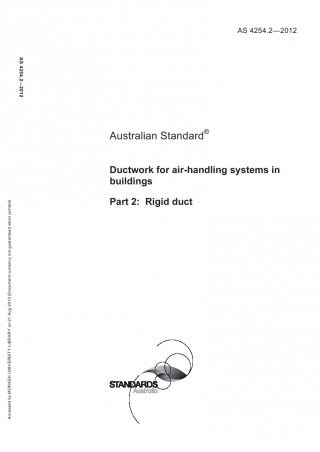 AS 4254.2—2012
AS 4254.2—2012
Australian Standard®
Ductwork for air-handling systems in
buildings
Part 2: Rigid duct
Accessed by MONASH UNIVERSITY LIBRARY on 21 Aug 2013 (Document currency not guaranteed when printed)
STANDARDS
Australia